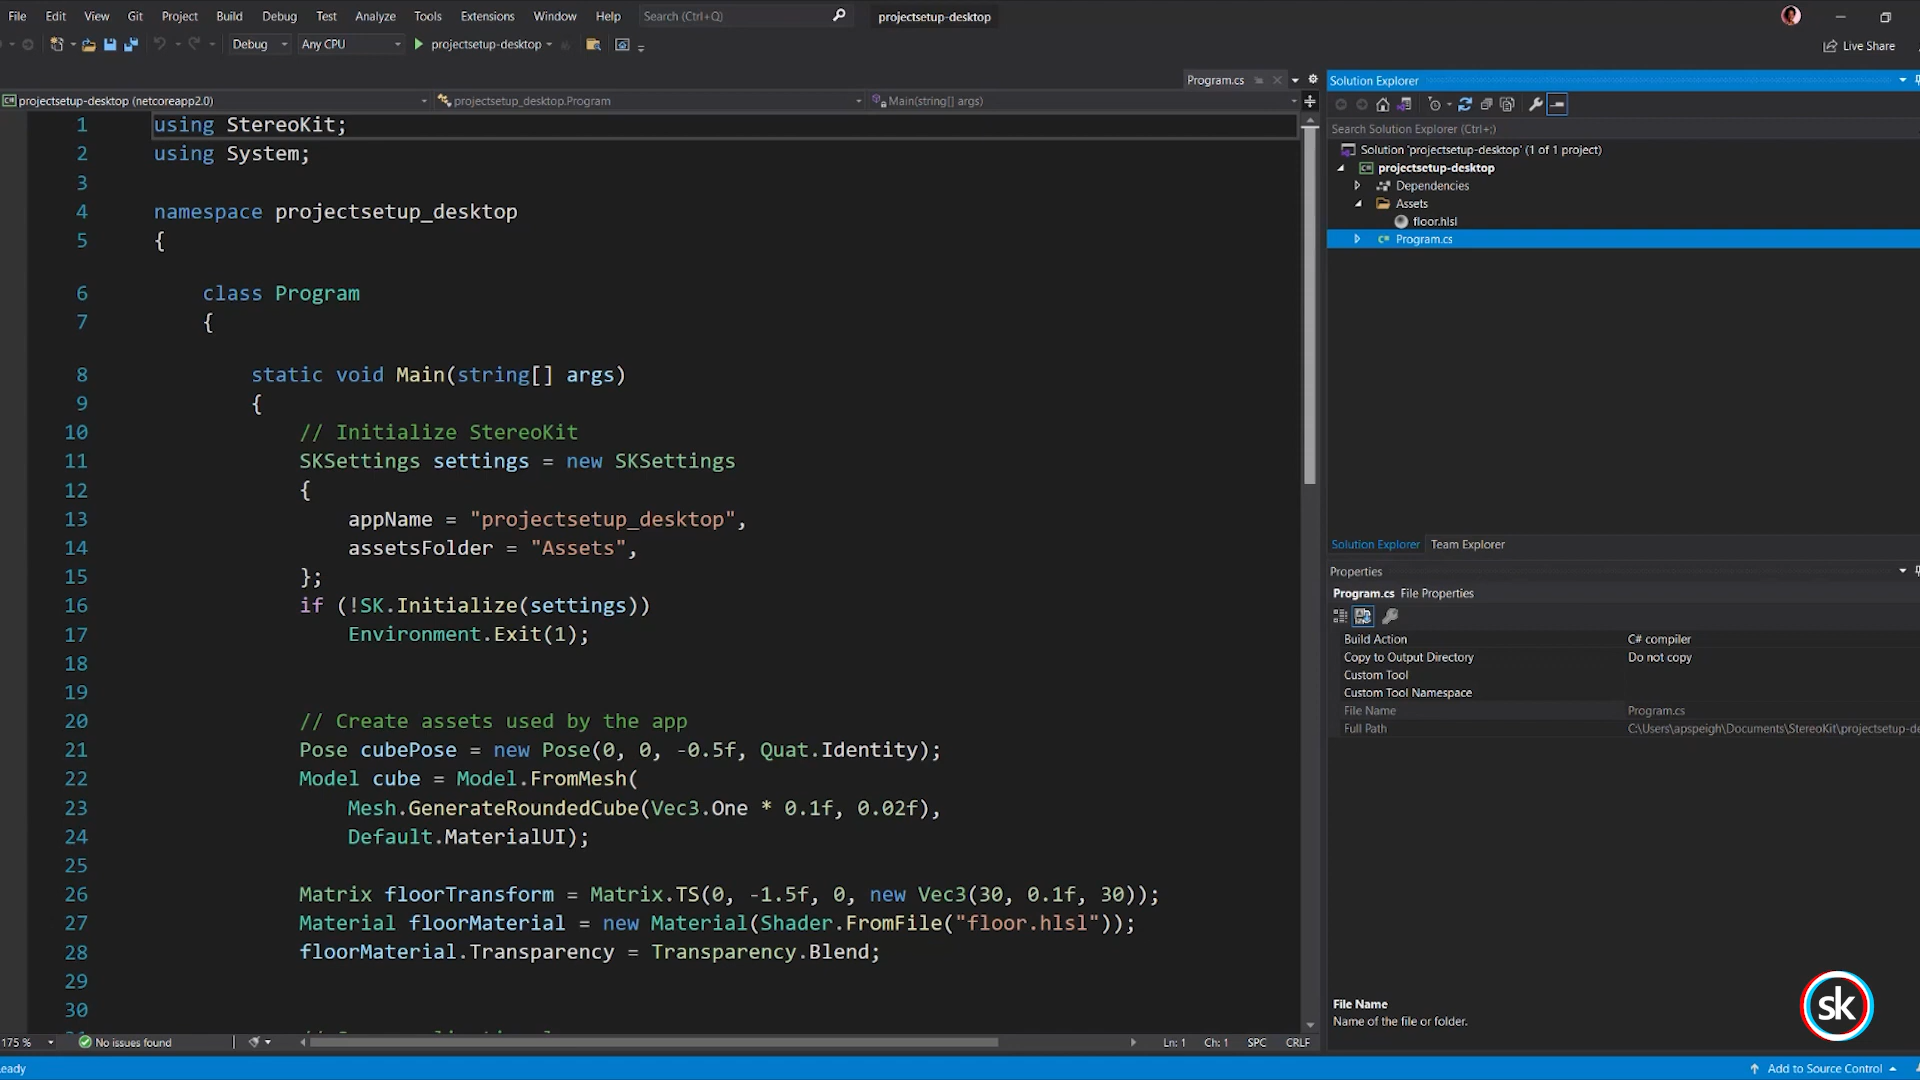 File Edit View Git Project Build Debug Test Analyze Tools Extensions Window Help Search (Ctrl+Q) projectsetup-desktop
Debug Any CPU projectsetup-desktop Live Share
Program.cs
projectsetup-desktop (netcoreapp2.0) projectsetup_desktop.Program Main(string[] args)
1 using StereoKit;
2 using System;
3
4 namespace projectsetup_desktop
5 {
6 class Program
7 {
8 static void Main(string[] args)
9 {
10 // Initialize StereoKit
11 SKSettings settings = new SKSettings
12 {
13 appName = "projectsetup_desktop",
14 assetsFolder = "Assets",
15 };
16 if (!SK.Initialize(settings))
17 Environment.Exit(1);
18
19
20 // Create assets used by the app
21 Pose cubePose = new Pose(0, 0, -0.5f, Quat.Identity);
22 Model cube = Model.FromMesh(
23 Mesh.GenerateRoundedCube(Vec3.One * 0.1f, 0.02f),
24 Default.MaterialUI);
25
26 Matrix floorTransform = Matrix.TS(0, -1.5f, 0, new Vec3(30, 0.1f, 30));
27 Material floorMaterial = new Material(Shader.FromFile("floor.hlsl"));
28 floorMaterial.Transparency = Transparency.Blend;
29
30
175 % No issues found Ln: 1 Ch: 1 SPC CRLF
Solution Explorer
Search Solution Explorer (Ctrl+;)
Solution 'projectsetup-desktop' (1 of 1 project)
projectsetup-desktop
Dependencies
Assets
floor.hlsl
Program.cs
Solution Explorer Team Explorer
Properties
Program.cs File Properties
Build Action C# compiler
Copy to Output Directory Do not copy
Custom Tool
Custom Tool Namespace
File Name Program.cs
Full Path C:\Users\apspeigh\Documents\StereoKit\projectsetup-de
File Name
Name of the file or folder.
sk
eady Add to Source Control